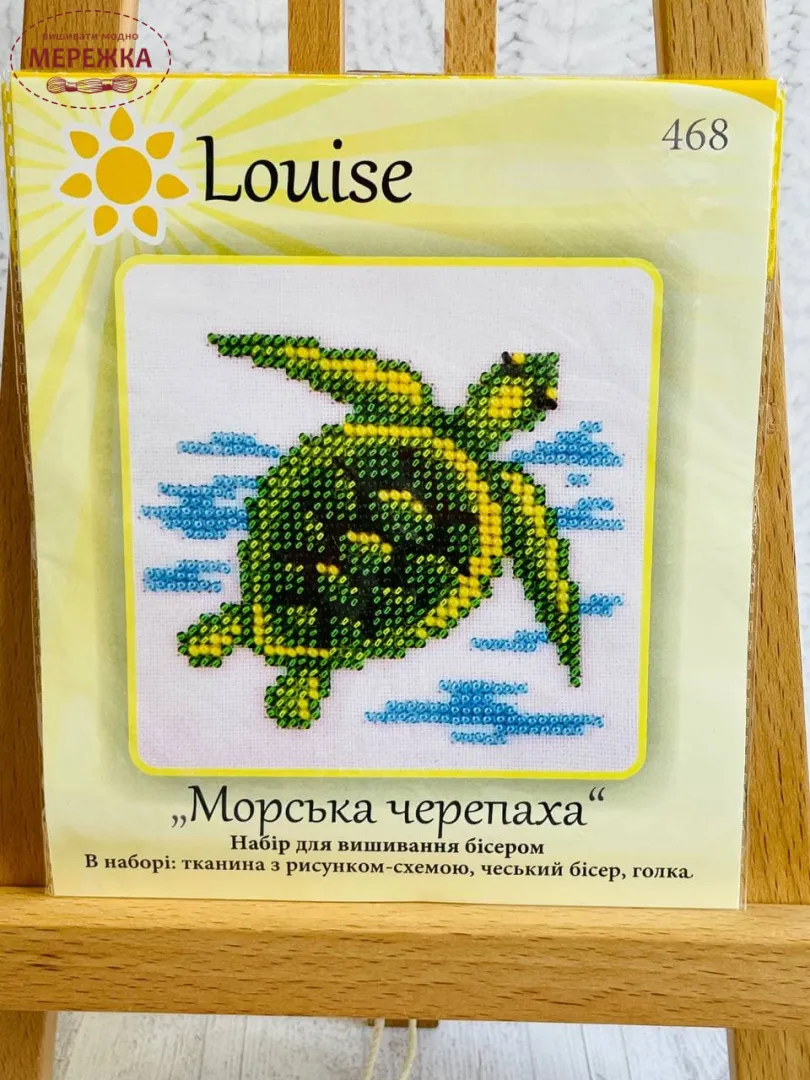 вишивати модно
МЕРЕЖКА
Louise
468
„Морська черепаха“
Набір для вишивання бісером
В наборі: тканина з рисунком-схемою, чеський бісер, голка.